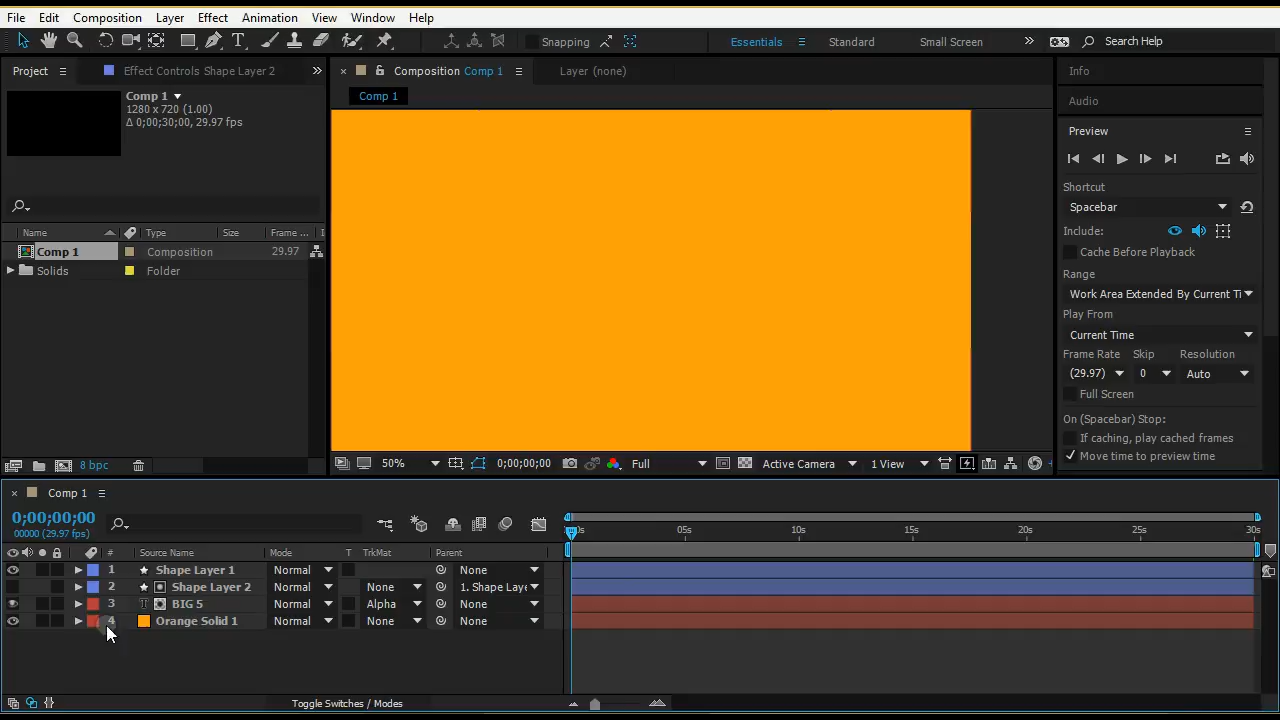 File Edit Composition Layer Effect Animation View Window Help
Snapping Essentials Standard Small Screen Search Help
Project Effect Controls Shape Layer 2
Composition Comp 1 Layer (none)
Info
Comp 1
1280 x 720 (1.00)
Δ 0;00;30;00, 29.97 fps
Comp 1
Audio
Preview
Shortcut
Spacebar
Include:
Cache Before Playback
Range
Work Area Extended By Current Ti
Play From
Current Time
Frame Rate Skip Resolution
(29.97) 0 Auto
Full Screen
On (Spacebar) Stop:
If caching, play cached frames
Move time to preview time
Name Type Size Frame ... I
Comp 1 Composition 29.97
Solids Folder
8 bpc
50% 0;00;00;00 Full Active Camera 1 View
Comp 1
0;00;00;00
00000 (29.97 fps)
0s 05s 10s 15s 20s 25s 30s
# Source Name Mode T TrkMat Parent
1 Shape Layer 1 Normal None
2 Shape Layer 2 Normal None 1. Shape Laye
3 T BIG 5 Normal Alpha None
4 Orange Solid 1 Normal None None
Toggle Switches / Modes